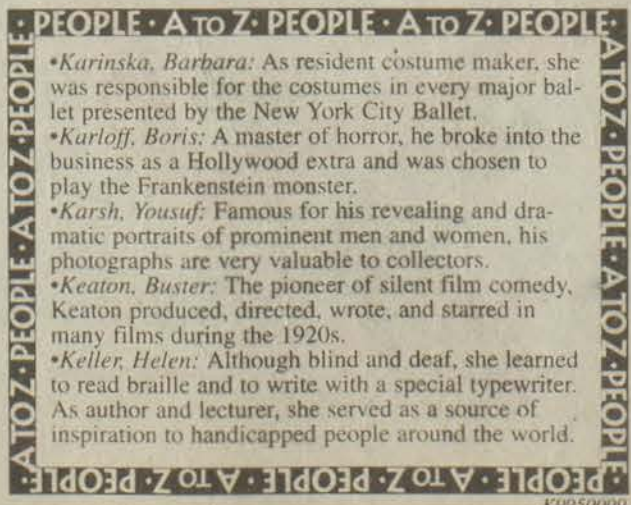 PEOPLE · A TO Z · PEOPLE · A TO Z · PEOPLE
•Karinska, Barbara: As resident costume maker, she
was responsible for the costumes in every major bal-
let presented by the New York City Ballet.
•Karloff, Boris: A master of horror, he broke into the
business as a Hollywood extra and was chosen to
play the Frankenstein monster.
•Karsh, Yousuf: Famous for his revealing and dra-
matic portraits of prominent men and women, his
photographs are very valuable to collectors.
•Keaton, Buster: The pioneer of silent film comedy,
Keaton produced, directed, wrote, and starred in
many films during the 1920s.
•Keller, Helen: Although blind and deaf, she learned
to read braille and to write with a special typewriter.
As author and lecturer, she served as a source of
inspiration to handicapped people around the world.
A TO Z · PEOPLE · A TO Z · PEOPLE
A TO Z · PEOPLE · A TO Z · PEOPLE
PEOPLE · A TO Z · PEOPLE · A TO Z · PEOPLE